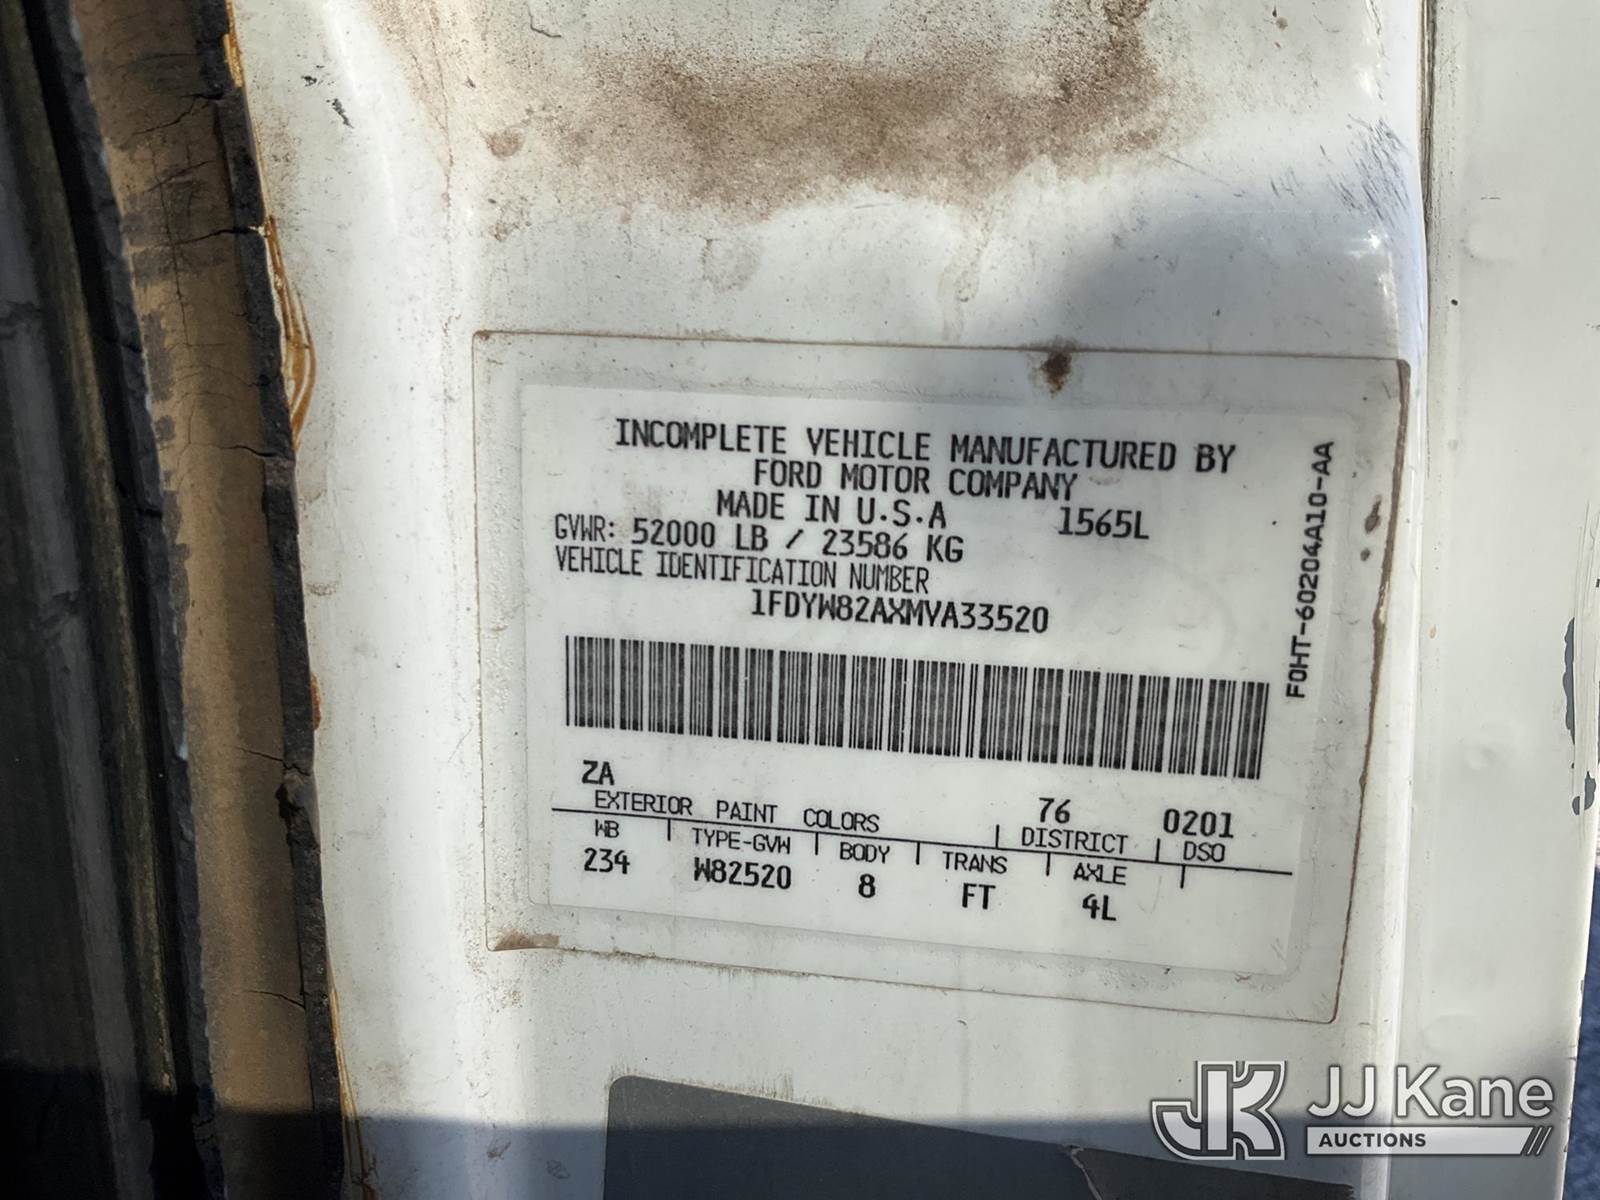 INCOMPLETE VEHICLE MANUFACTURED BY
FORD MOTOR COMPANY
MADE IN U.S.A 1565L
GVWR: 52000 LB / 23586 KG
VEHICLE IDENTIFICATION NUMBER
1FDYW82AXMVA33520
F0HT-60204A10-AA
ZA 76 0201
EXTERIOR PAINT COLORS DISTRICT DSO
WB TYPE-GVW BODY TRANS AXLE
234 W82520 8 FT 4L
JK JJ Kane
AUCTIONS